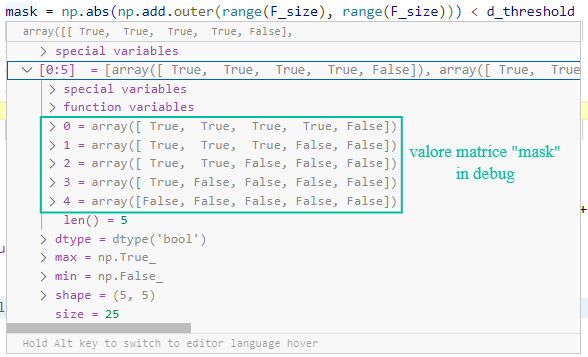 mask = np.abs(np.add.outer(range(F_size), range(F_size))) < d_threshold
array([[ True, True, True, True, False],
> special variables
[0:5] = [array([ True, True, True, True, False]), array([ True, True
> special variables
> function variables
> 0 = array([ True, True, True, True, False])
> 1 = array([ True, True, True, False, False])
> 2 = array([ True, True, False, False, False])
> 3 = array([ True, False, False, False, False])
> 4 = array([False, False, False, False, False])
valore matrice "mask"
in debug
len() = 5
> dtype = dtype('bool')
> max = np.True_
> min = np.False_
> shape = (5, 5)
size = 25
Hold Alt key to switch to editor language hover